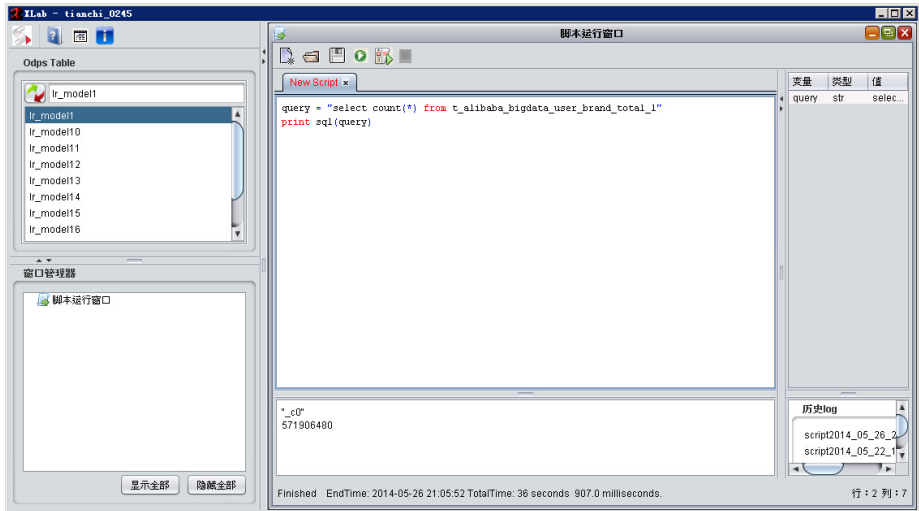 XLab - tianchi_0245
Odps Table
lr_model1
lr_model1
lr_model10
lr_model11
lr_model12
lr_model13
lr_model14
lr_model15
lr_model16
窗口管理器
脚本运行窗口
显示全部
隐藏全部
脚本运行窗口
New Script
query = "select count(*) from t_alibaba_bigdata_user_brand_total_1"
print sql(query)
变量 类型 值
query str selec...
"_c0"
571906480
历史log
script2014_05_26_2
script2014_05_22_1
Finished EndTime: 2014-05-26 21:05:52 TotalTime: 36 seconds 907.0 milliseconds.
行:2 列:7